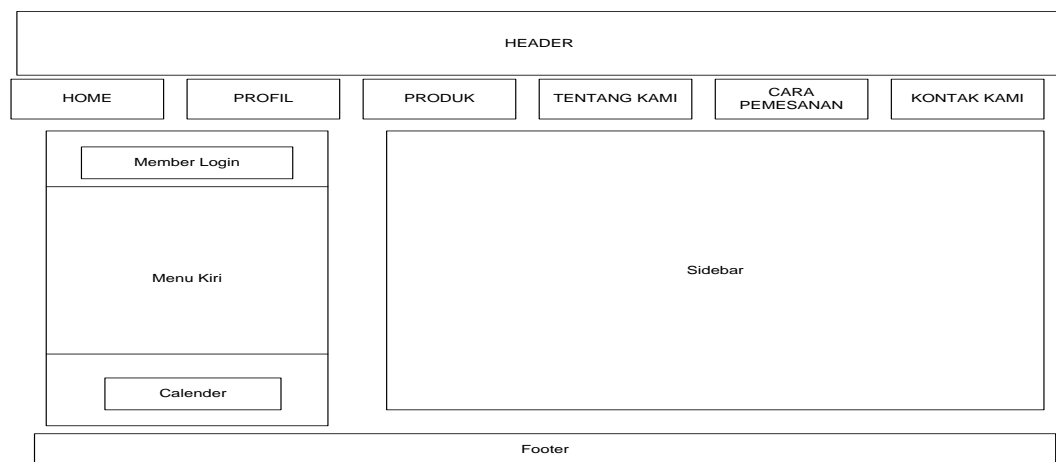 HEADER
HOME
PROFIL
PRODUK
TENTANG KAMI
CARA
PEMESANAN
KONTAK KAMI
Member Login
Menu Kiri
Calender
Sidebar
Footer